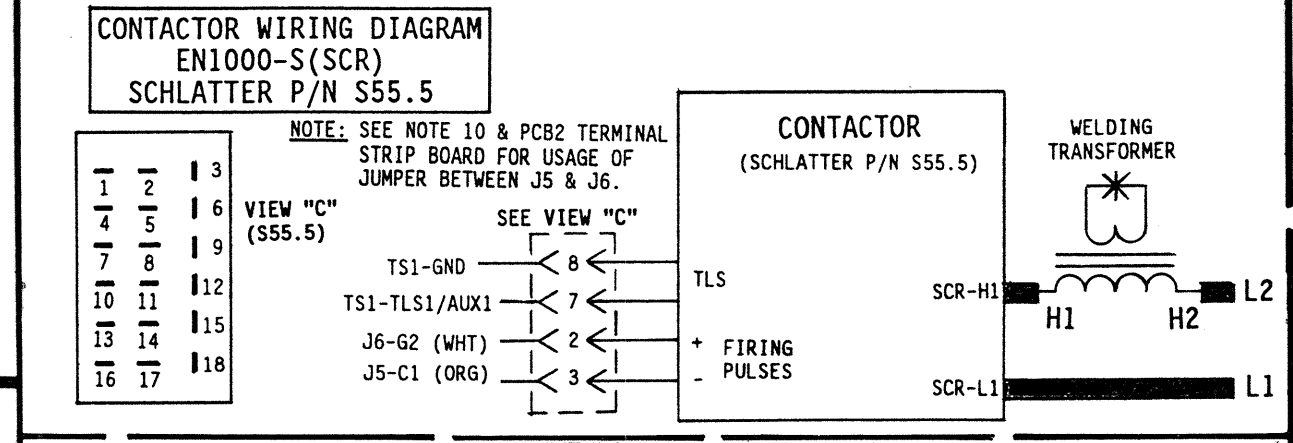 CONTACTOR WIRING DIAGRAM
EN1000-S(SCR)
SCHLATTER P/N S55.5
NOTE: SEE NOTE 10 & PCB2 TERMINAL
STRIP BOARD FOR USAGE OF
JUMPER BETWEEN J5 & J6.
1 2 3
4 5 6
7 8 9
10 11 12
13 14 15
16 17 18
VIEW "C"
(S55.5)
SEE VIEW "C"
TS1-GND 8
TS1-TLS1/AUX1 7
J6-G2 (WHT) 2
J5-C1 (ORG) 3
CONTACTOR
(SCHLATTER P/N S55.5)
TLS
+ FIRING
- PULSES
SCR-H1
SCR-L1
WELDING
TRANSFORMER
H1 H2 L2
L1